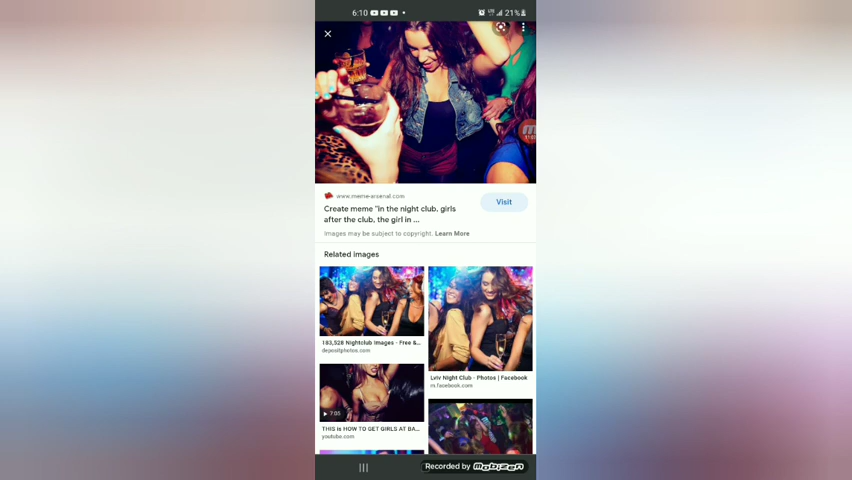 6:10
21%
www.meme-arsenal.com
Create meme "in the night club, girls
after the club, the girl in ...
Visit
Images may be subject to copyright. Learn More
Related images
183,528 Nightclub Images - Free &...
depositphotos.com
Lviv Night Club - Photos | Facebook
m.facebook.com
7:05
THIS is HOW TO GET GIRLS AT BA...
youtube.com
Recorded by mobizen